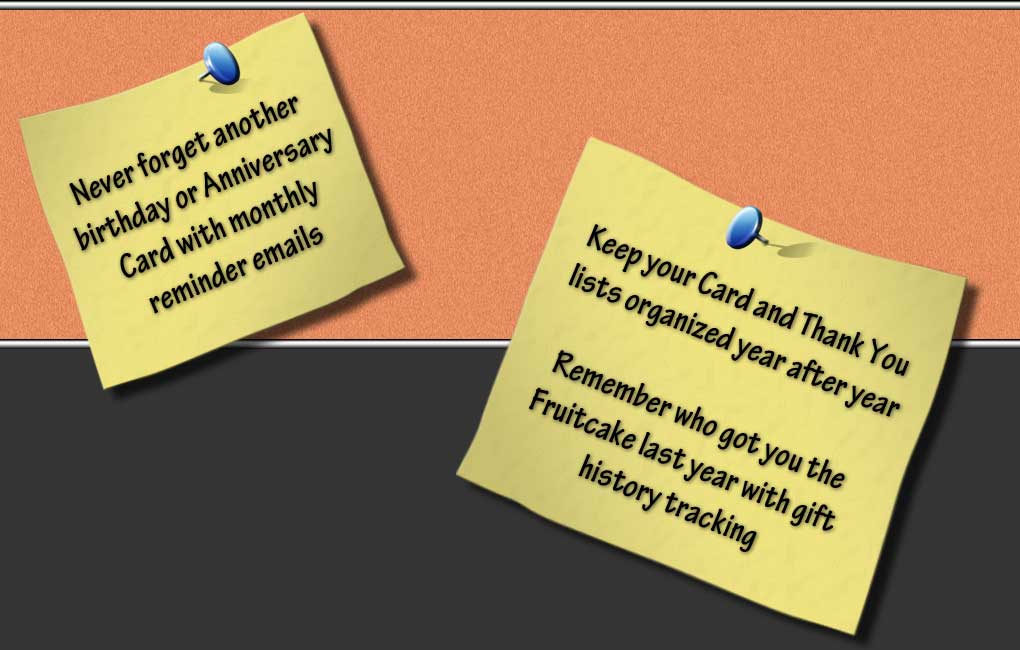 Never forget another
birthday or Anniversary
Card with monthly
reminder emails
Keep your Card and Thank You
lists organized year after year
Remember who got you the
Fruitcake last year with gift
history tracking